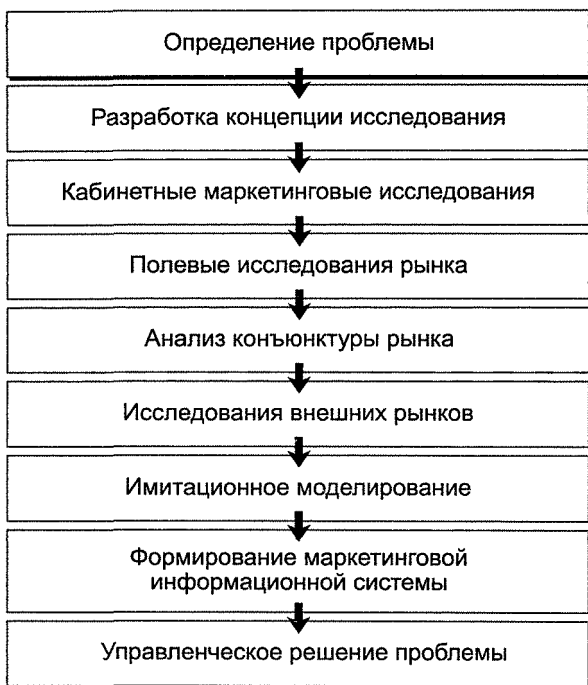 Определение проблемы
Разработка концепции исследования
Кабинетные маркетинговые исследования
Полевые исследования рынка
Анализ конъюнктуры рынка
Исследования внешних рынков
Имитационное моделирование
Формирование маркетинговой
информационной системы
Управленческое решение проблемы